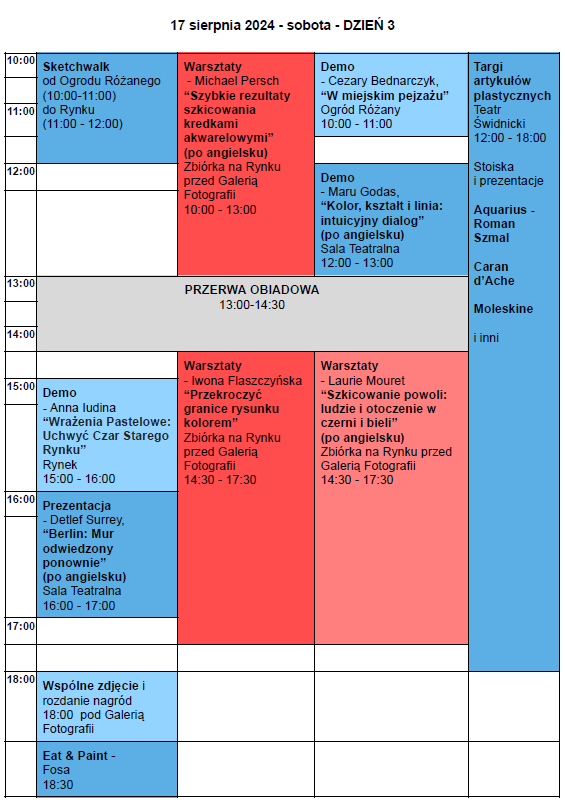 17 sierpnia 2024 - sobota - DZIEŃ 3
10:00
11:00
12:00
13:00
14:00
15:00
16:00
17:00
18:00
Sketchwalk
od Ogrodu Różanego
(10:00-11:00)
do Rynku
(11:00 - 12:00)
Warsztaty
- Michael Persch
“Szybkie rezultaty
szkicowania
kredkami
akwarelowymi”
(po angielsku)
Zbiórka na Rynku
przed Galerią
Fotografii
10:00 - 13:00
Demo
- Cezary Bednarczyk,
“W miejskim pejzażu”
Ogród Różany
10:00 - 11:00
Demo
- Maru Godas,
“Kolor, kształt i linia:
intuicyjny dialog”
(po angielsku)
Sala Teatralna
12:00 - 13:00
Targi
artykułów
plastycznych
Teatr
Świdnicki
12:00 - 18:00
Stoiska
i prezentacje
Aquarius -
Roman
Szmal
Caran
d’Ache
Moleskine
i inni
PRZERWA OBIADOWA
13:00-14:30
Demo
- Anna Iudina
“Wrażenia Pastelowe:
Uchwyć Czar Starego
Rynku”
Rynek
15:00 - 16:00
Prezentacja
- Detlef Surrey,
“Berlin: Mur
odwiedzony
ponownie”
(po angielsku)
Sala Teatralna
16:00 - 17:00
Warsztaty
- Iwona Flaszczyńska
“Przekroczyć
granice rysunku
kolorem”
Zbiórka na Rynku
przed Galerią
Fotografii
14:30 - 17:30
Warsztaty
- Laurie Mouret
“Szkicowanie powoli:
ludzie i otoczenie w
czerni i bieli”
(po angielsku)
Zbiórka na Rynku przed
Galerią Fotografii
14:30 - 17:30
Wspólne zdjęcie i
rozdanie nagród
18:00 pod Galerią
Fotografii
Eat & Paint -
Fosa
18:30